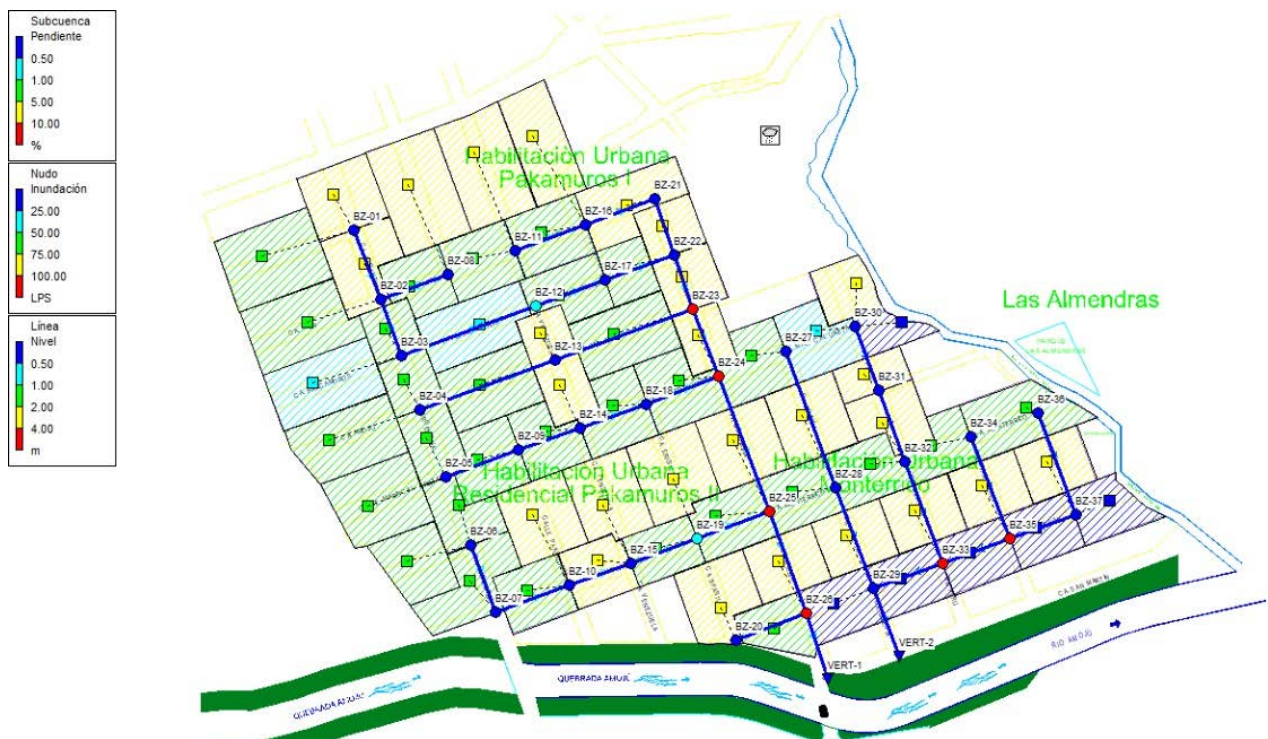 Subcuenca
Pendiente
0.50
1.00
5.00
10.00
%
Nudo
Inundación
25.00
50.00
75.00
100.00
LPS
Línea
Nivel
0.50
1.00
2.00
4.00
m
Habilitación Urbana
Pakamuros I
BZ-21
BZ-01
BZ-16
BZ-11
BZ-22
BZ-08
BZ-17
BZ-02
BZ-12
BZ-23
Las Almendras
BZ-30
BZ-27
BZ-03
BZ-13
BZ-24
BZ-31
BZ-04
BZ-18
BZ-36
BZ-14
BZ-34
BZ-09
BZ-32
BZ-05
Habilitación Urbana
Residencial Pakamuros II
Habilitación Urbana
Monterrico
BZ-28
BZ-25
BZ-37
BZ-06
BZ-19
BZ-35
BZ-15
BZ-33
BZ-10
BZ-29
BZ-07
BZ-26
BZ-20
CA SAN MARTIN
VERT-2
VERT-1
QUEBRADA AMOJÚ
QUEBRADA AMOJÚ